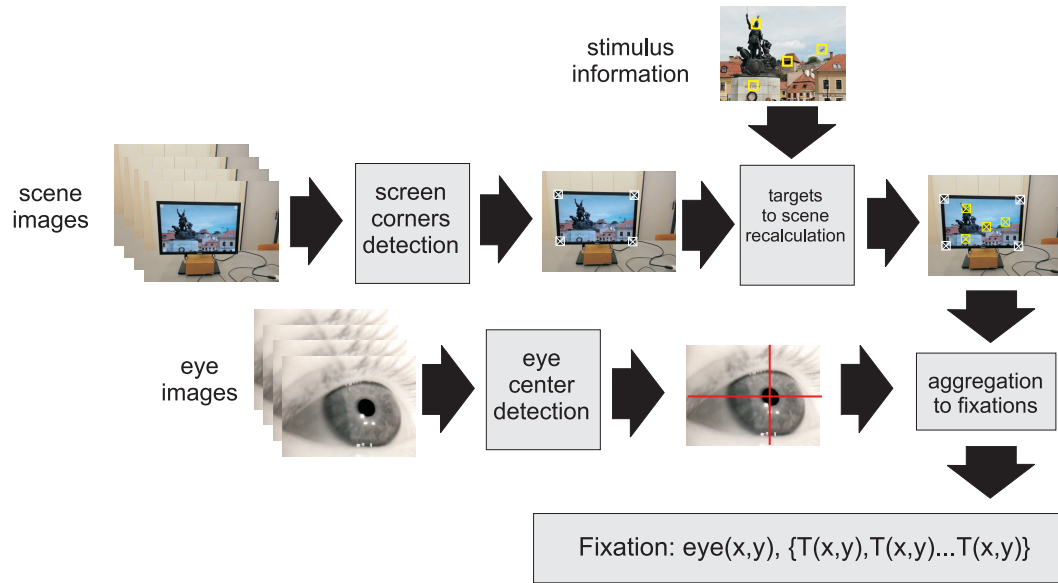 stimulus
information
scene
images
screen
corners
detection
targets
to scene
recalculation
eye
images
eye
center
detection
aggregation
to fixations
Fixation: eye(x,y), {T(x,y),T(x,y)...T(x,y)}